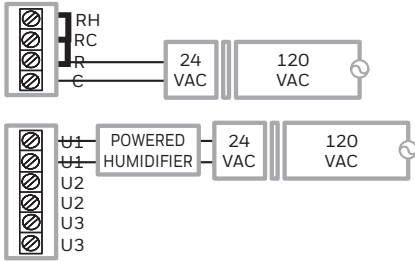 RH
RC
R
C
24 VAC
120 VAC
U1
U1
U2
U2
U3
U3
POWERED HUMIDIFIER
24 VAC
120 VAC